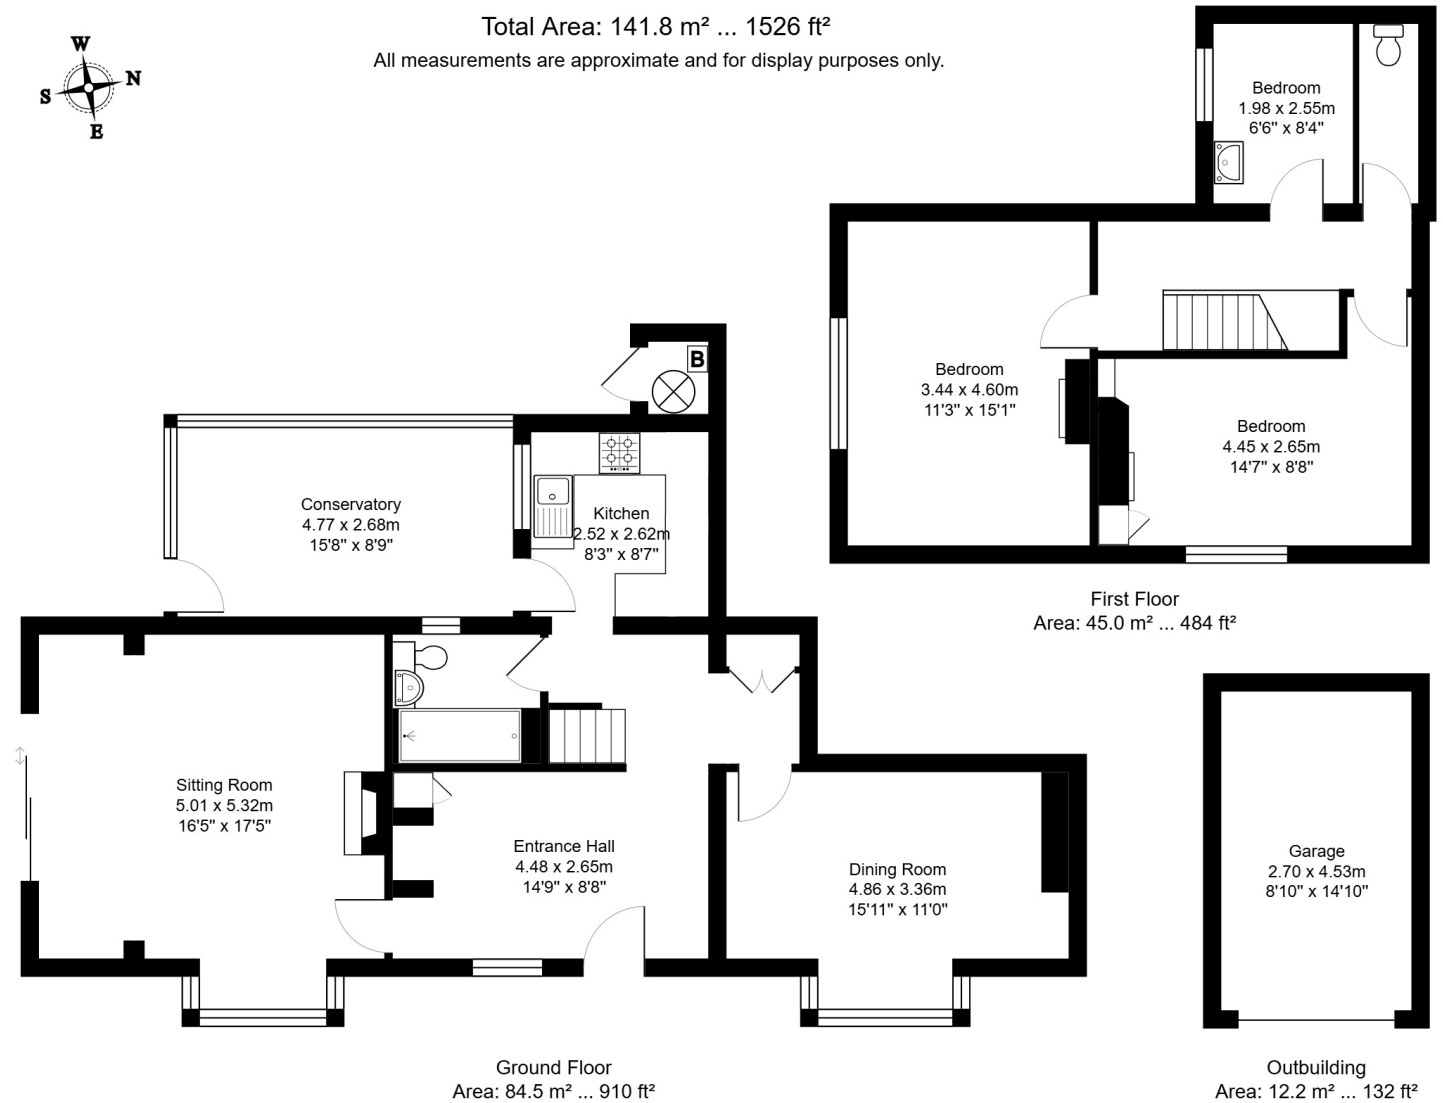 Total Area: 141.8 m² ... 1526 ft²
All measurements are approximate and for display purposes only.
W
N
S
E
Bedroom
1.98 x 2.55m
6'6" x 8'4"
Bedroom
3.44 x 4.60m
11'3" x 15'1"
Bedroom
4.45 x 2.65m
14'7" x 8'8"
First Floor
Area: 45.0 m² ... 484 ft²
B
Conservatory
4.77 x 2.68m
15'8" x 8'9"
Kitchen
2.52 x 2.62m
8'3" x 8'7"
Sitting Room
5.01 x 5.32m
16'5" x 17'5"
Entrance Hall
4.48 x 2.65m
14'9" x 8'8"
Dining Room
4.86 x 3.36m
15'11" x 11'0"
Ground Floor
Area: 84.5 m² ... 910 ft²
Garage
2.70 x 4.53m
8'10" x 14'10"
Outbuilding
Area: 12.2 m² ... 132 ft²